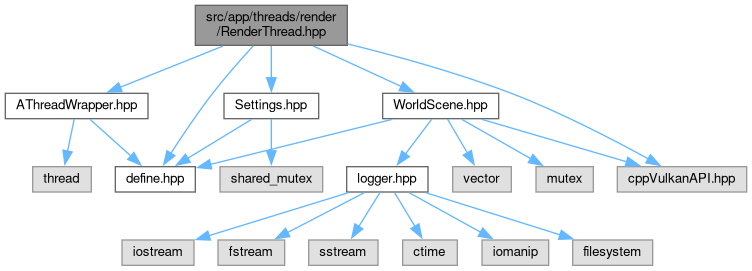 src/app/threads/render
/RenderThread.hpp
AThreadWrapper.hpp
Settings.hpp
WorldScene.hpp
thread
define.hpp
shared_mutex
logger.hpp
vector
mutex
cppVulkanAPI.hpp
iostream
fstream
sstream
ctime
iomanip
filesystem